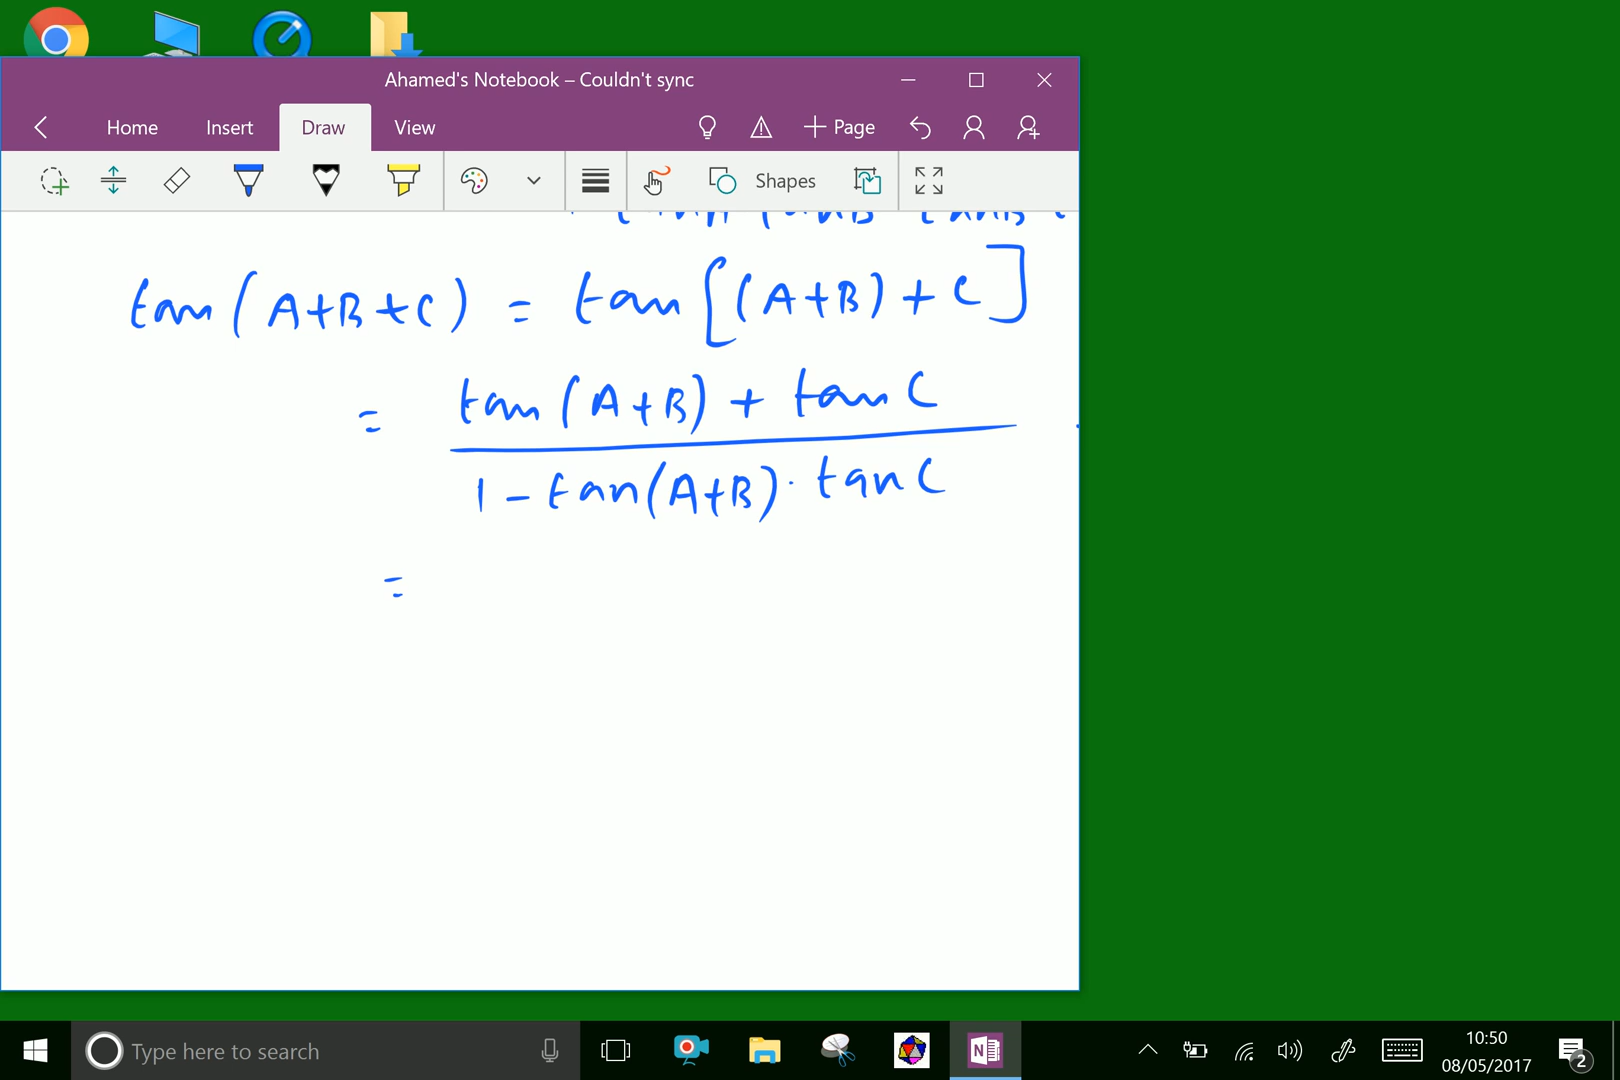 Ahamed's Notebook – Couldn't sync
Home Insert Draw View + Page
Shapes
tan(A+B+C) = tan[(A+B)+C]
= tan(A+B) + tanC
1 - tan(A+B) · tanC
=
Type here to search
10:50
08/05/2017
2